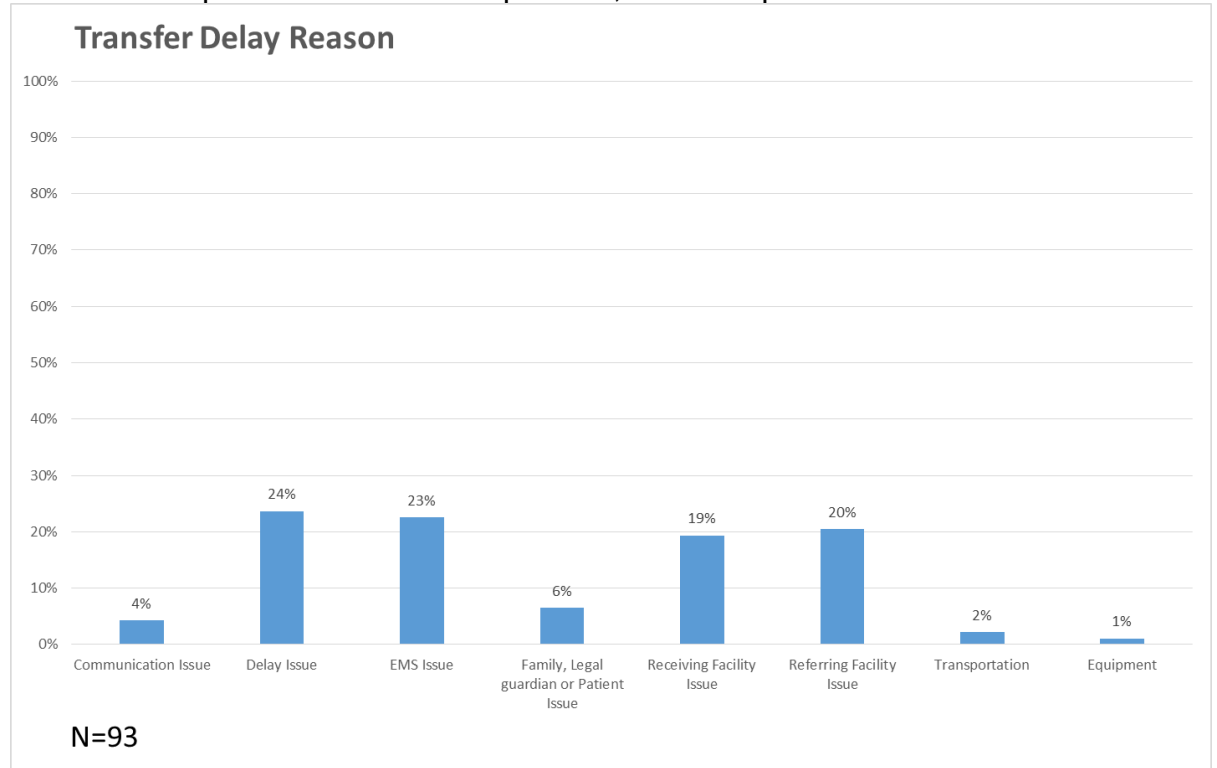 Transfer Delay Reason
100%
90%
80%
70%
60%
50%
40%
30%
20%
10%
0%
4%
24%
23%
6%
19%
20%
2%
1%
Communication Issue
Delay Issue
EMS Issue
Family, Legal
guardian or Patient
Issue
Receiving Facility
Issue
Referring Facility
Issue
Transportation
Equipment
N=93